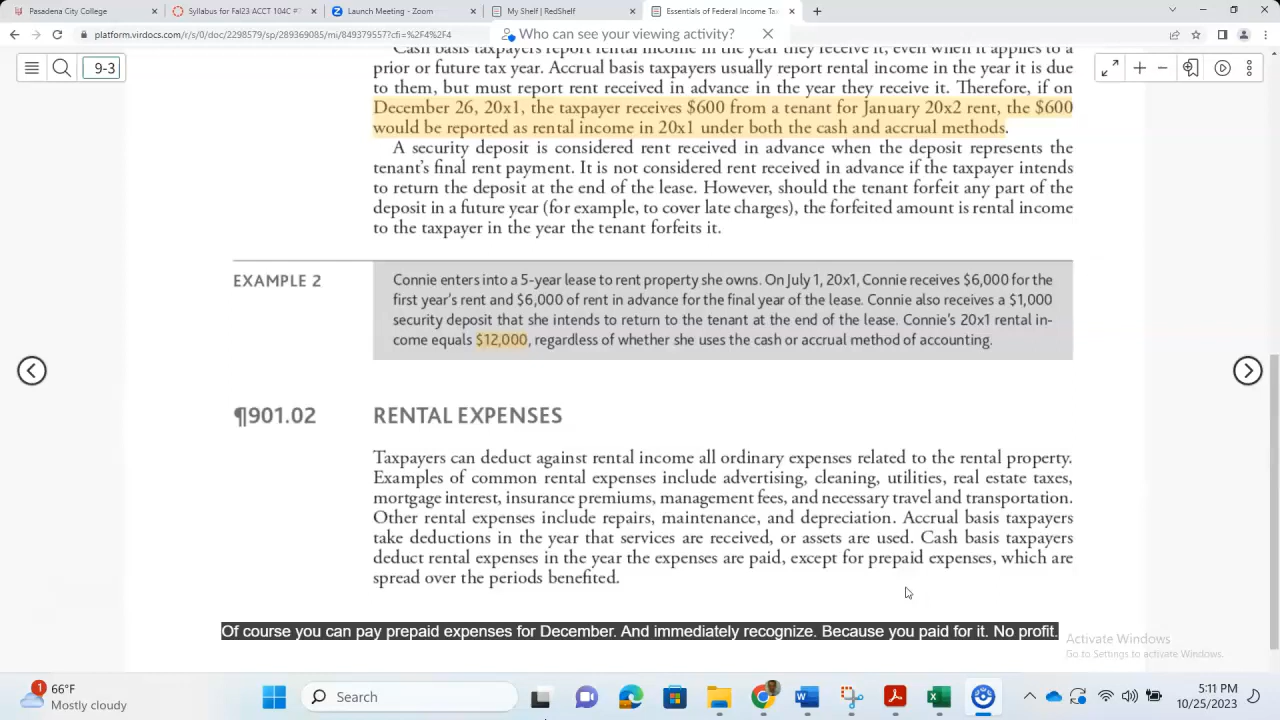 Pasadena City College
Syllabus for Fal23 ACCT 104C
Launch Meeting - Zoom
My Shelf | RedShelf
Essentials of Federal Income Tax
platform.virdocs.com/r/s/0/doc/2298579/sp/289369085/mi/849379557?cfi=%2F4%2F4
Who can see your viewing activity?
9-3
Cash basis taxpayers report rental income in the year they receive it, even when it applies to a
prior or future tax year. Accrual basis taxpayers usually report rental income in the year it is due
to them, but must report rent received in advance in the year they receive it. Therefore, if on
December 26, 20x1, the taxpayer receives $600 from a tenant for January 20x2 rent, the $600
would be reported as rental income in 20x1 under both the cash and accrual methods.
A security deposit is considered rent received in advance when the deposit represents the
tenant's final rent payment. It is not considered rent received in advance if the taxpayer intends
to return the deposit at the end of the lease. However, should the tenant forfeit any part of the
deposit in a future year (for example, to cover late charges), the forfeited amount is rental income
to the taxpayer in the year the tenant forfeits it.
EXAMPLE 2
Connie enters into a 5-year lease to rent property she owns. On July 1, 20x1, Connie receives $6,000 for the
first year's rent and $6,000 of rent in advance for the final year of the lease. Connie also receives a $1,000
security deposit that she intends to return to the tenant at the end of the lease. Connie's 20x1 rental in-
come equals $12,000, regardless of whether she uses the cash or accrual method of accounting.
¶901.02 RENTAL EXPENSES
Taxpayers can deduct against rental income all ordinary expenses related to the rental property.
Examples of common rental expenses include advertising, cleaning, utilities, real estate taxes,
mortgage interest, insurance premiums, management fees, and necessary travel and transportation.
Other rental expenses include repairs, maintenance, and depreciation. Accrual basis taxpayers
take deductions in the year that services are received, or assets are used. Cash basis taxpayers
deduct rental expenses in the year the expenses are paid, except for prepaid expenses, which are
spread over the periods benefited.
Of course you can pay prepaid expenses for December. And immediately recognize. Because you paid for it. No profit.
Activate Windows
Go to Settings to activate Windows.
1
66°F
Mostly cloudy
Search
5:11 PM
10/25/2023